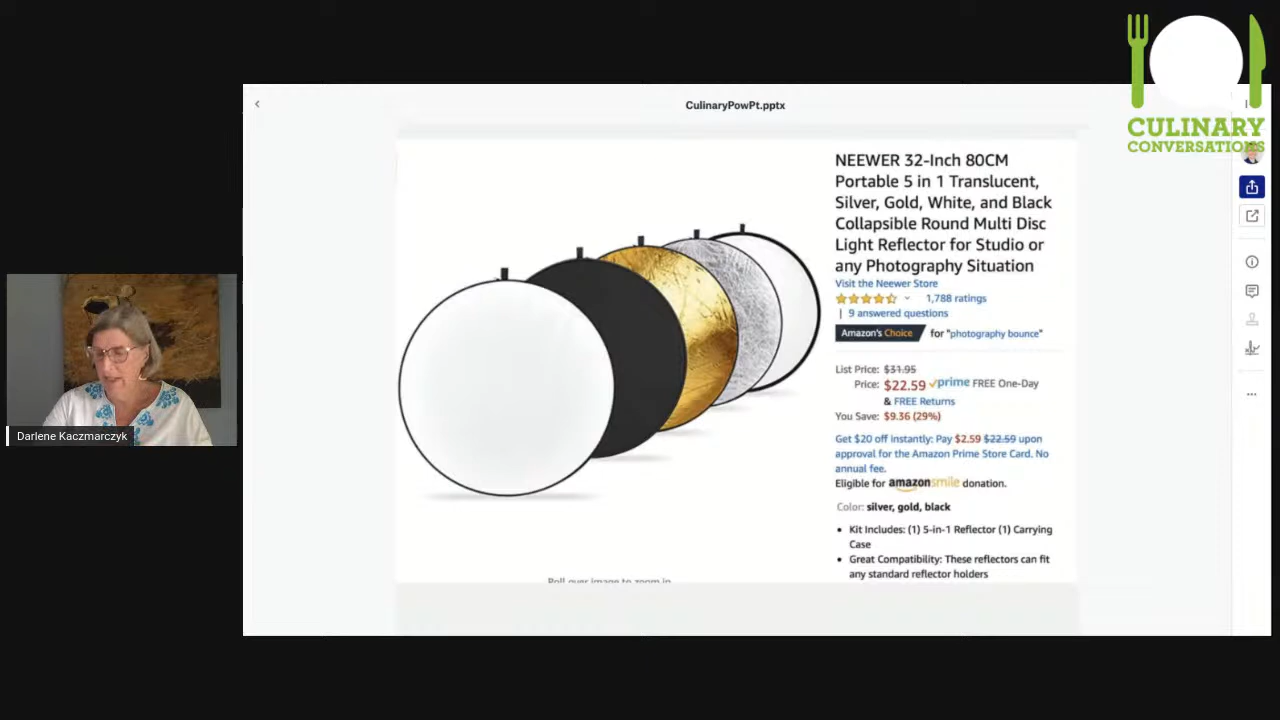 CulinaryPowPt.pptx
CULINARY
CONVERSATIONS
NEEWER 32-Inch 80CM
Portable 5 in 1 Translucent,
Silver, Gold, White, and Black
Collapsible Round Multi Disc
Light Reflector for Studio or
any Photography Situation
Visit the Neewer Store
1,788 ratings
| 9 answered questions
Amazon's Choice for "photography bounce"
List Price: $31.95
Price: $22.59 prime FREE One-Day
& FREE Returns
You Save: $9.36 (29%)
Get $20 off instantly: Pay $2.59 $22.59 upon
approval for the Amazon Prime Store Card. No
annual fee.
Eligible for amazonsmile donation.
Color: silver, gold, black
• Kit Includes: (1) 5-in-1 Reflector (1) Carrying
Case
• Great Compatibility: These reflectors can fit
any standard reflector holders
Roll over image to zoom in
Darlene Kaczmarczyk